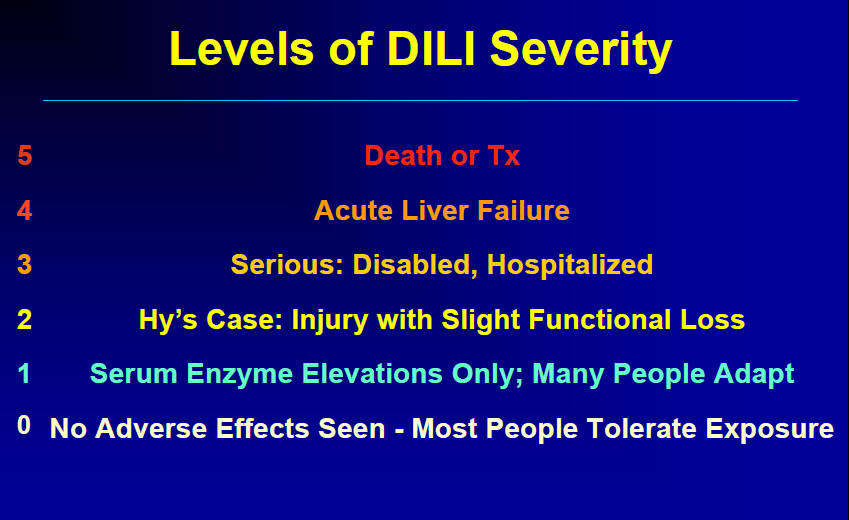 Levels of DILI Severity
5 Death or Tx
4 Acute Liver Failure
3 Serious: Disabled, Hospitalized
2 Hy’s Case: Injury with Slight Functional Loss
1 Serum Enzyme Elevations Only; Many People Adapt
0 No Adverse Effects Seen - Most People Tolerate Exposure